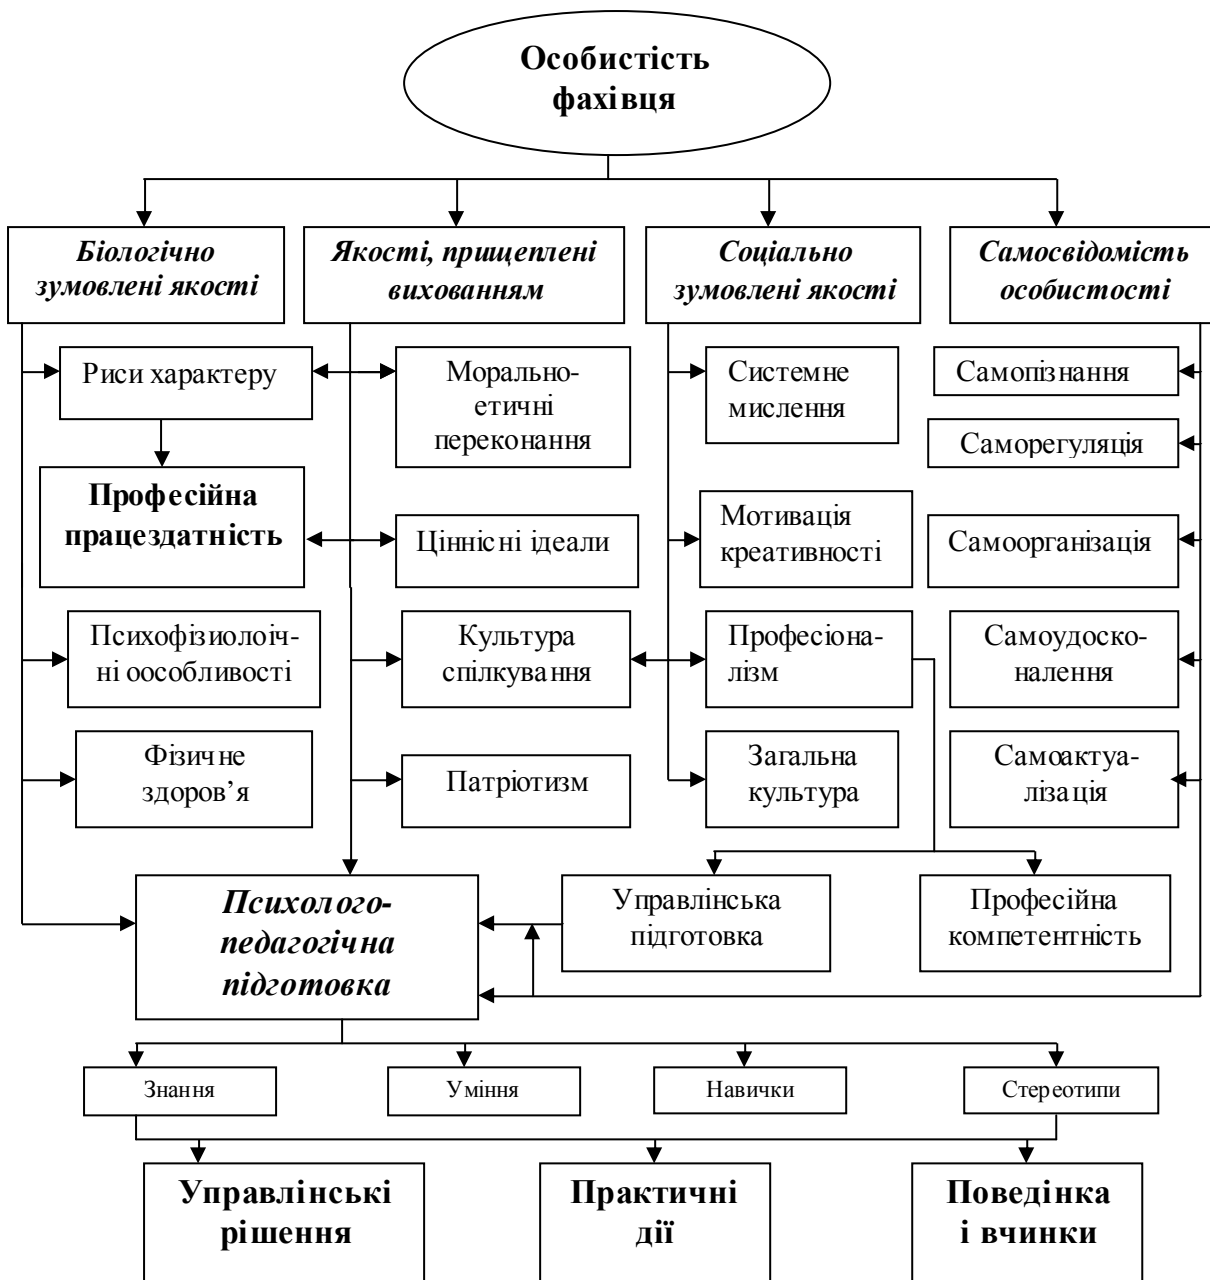 Особистість
фахівця
Біологічно
зумовлені якості
Якості, прищеплені
вихованням
Соціально
зумовлені якості
Самосвідомість
особистості
Риси характеру
Морально-
етичні
переконання
Системне
мислення
Самопізнання
Саморегуляція
Професійна
працездатність
Ціннісні ідеали
Мотивація
креативності
Самоорганізація
Психофізиолоіч-
ні оособливості
Культура
спілкування
Професіона-
лізм
Самоудоско-
налення
Фізичне
здоров’я
Патріотизм
Загальна
культура
Самоактуа-
лізація
Психолого-
педагогічна
підготовка
Управлінська
підготовка
Професійна
компетентність
Знання
Уміння
Навички
Стереотипи
Управлінські
рішення
Практичні
дії
Поведінка
і вчинки